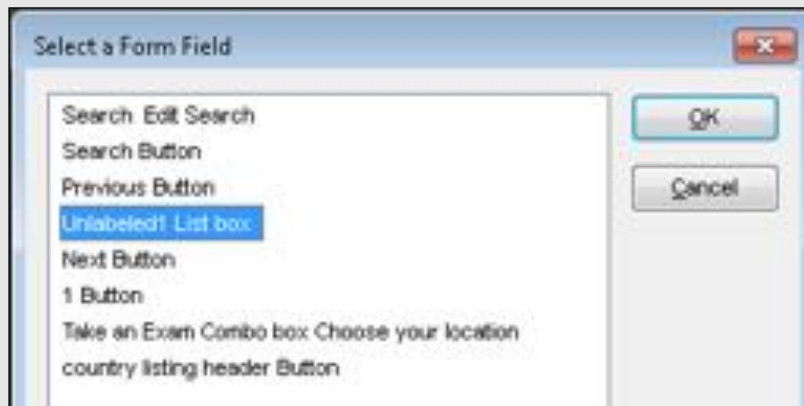 Select a Form Field
Search Edit Search
OK
Search Button
Previous Button
Cancel
Unlabeled1 List box
Next Button
1 Button
Take an Exam Combo box Choose your location
country listing header Button